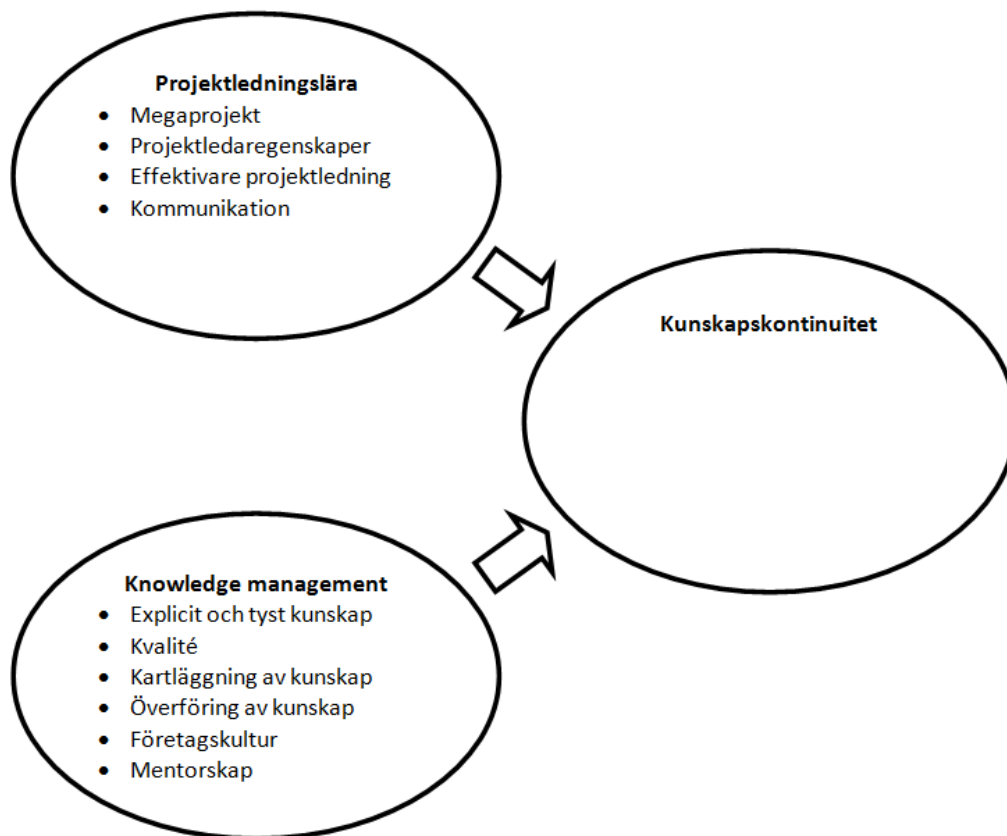 Projektledningslära
• Megaprojekt
• Projektledaregenskaper
• Effektivare projektledning
• Kommunikation
Kunskapskontinuitet
Knowledge management
• Explicit och tyst kunskap
• Kvalité
• Kartläggning av kunskap
• Överföring av kunskap
• Företagskultur
• Mentorskap